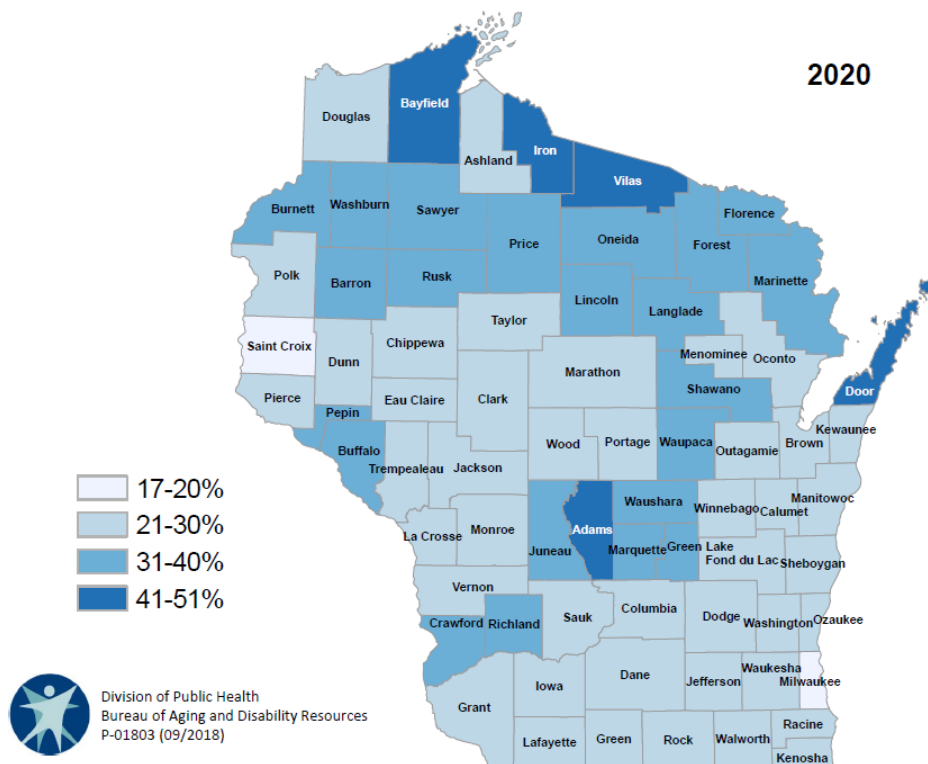 2020
Bayfield
Douglas
Iron
Ashland
Vilas
Burnett
Washburn
Sawyer
Florence
Price
Oneida
Forest
Polk
Barron
Rusk
Marinette
Lincoln
Langlade
Taylor
Saint Croix
Chippewa
Menominee
Oconto
Dunn
Marathon
Shawano
Door
Pierce
Eau Claire
Clark
Pepin
Kewaunee
Buffalo
Wood
Portage
Waupaca
Brown
Outagamie
Trempealeau
Jackson
17-20%
21-30%
31-40%
41-51%
Waushara
Manitowoc
Winnebago
Calumet
Adams
La Crosse
Monroe
Juneau
Marquette
Green Lake
Fond du Lac
Sheboygan
Vernon
Columbia
Sauk
Dodge
Washington
Ozaukee
Crawford
Richland
Waukesha
Milwaukee
Iowa
Dane
Jefferson
Grant
Racine
Lafayette
Green
Rock
Walworth
Kenosha
Division of Public Health
Bureau of Aging and Disability Resources
P-01803 (09/2018)